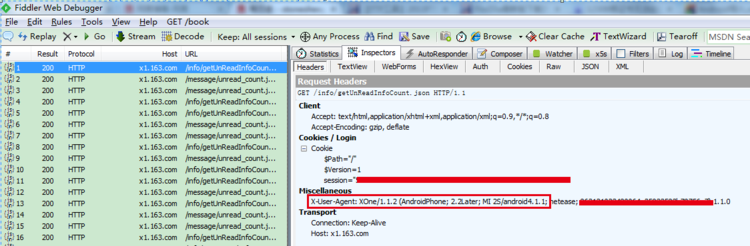 Fiddler Web Debugger
File Edit Rules Tools View Help GET /book
Replay Go Stream Decode Keep: All sessions Any Process Find Save Browse Clear Cache TextWizard Tearoff MSDN Sea
# Result Protocol Host URL
1 200 HTTP x1.163.com /info/getUnReadInfoCoun...
2 200 HTTP x1.163.com /message/unread_count.j...
3 200 HTTP x1.163.com /info/getUnReadInfoCoun...
4 200 HTTP x1.163.com /message/unread_count.j...
5 200 HTTP x1.163.com /info/getUnReadInfoCoun...
6 200 HTTP x1.163.com /message/unread_count.j...
7 200 HTTP x1.163.com /info/getUnReadInfoCoun...
8 200 HTTP x1.163.com /info/getUnReadInfoCoun...
9 200 HTTP x1.163.com /message/unread_count.j...
10 200 HTTP x1.163.com /info/getUnReadInfoCoun...
11 200 HTTP x1.163.com /message/unread_count.j...
12 200 HTTP x1.163.com /info/getUnReadInfoCoun...
13 200 HTTP x1.163.com /message/unread_count.j...
14 200 HTTP x1.163.com /info/getUnReadInfoCoun...
15 200 HTTP x1.163.com /message/unread_count.j...
16 200 HTTP x1.163.com /info/getUnReadInfoCoun...
Statistics Inspectors AutoResponder Composer Watcher x5s Filters Log Timeline
Headers TextView WebForms HexView Auth Cookies Raw JSON XML
Request Headers
GET /info/getUnReadInfoCount.json HTTP/1.1
Client
Accept: text/html,application/xhtml+xml,application/xml;q=0.9,*/*;q=0.8
Accept-Encoding: gzip, deflate
Cookies / Login
Cookie
$Path="/"
$Version=1
session="
Miscellaneous
X-User-Agent: XOne/1.1.2 (AndroidPhone; 2.2Later; MI 2S/android4.1.1; netease; 1.1.0
Transport
Connection: Keep-Alive
Host: x1.163.com